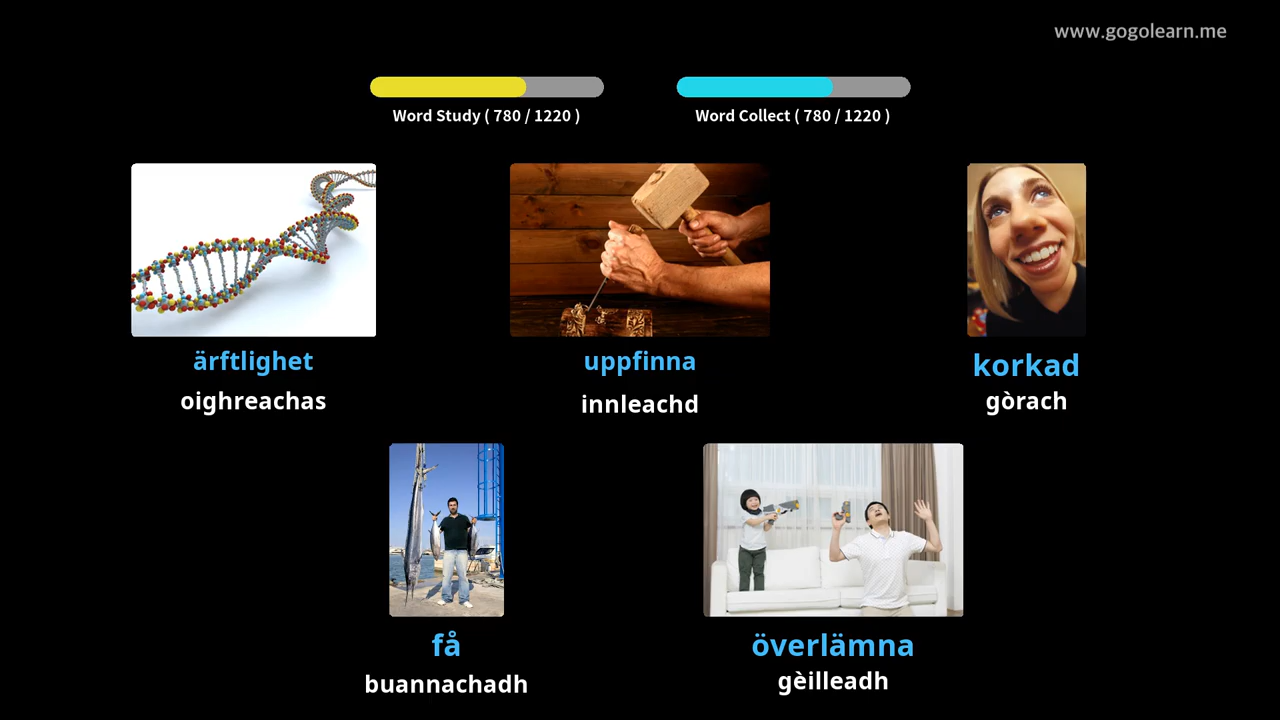 www.gogolearn.me
Word Study ( 780 / 1220 )
Word Collect ( 780 / 1220 )
ärftlighet
oighreachas
uppfinna
innleachd
korkad
gòrach
få
buannachadh
överlämna
gèilleadh